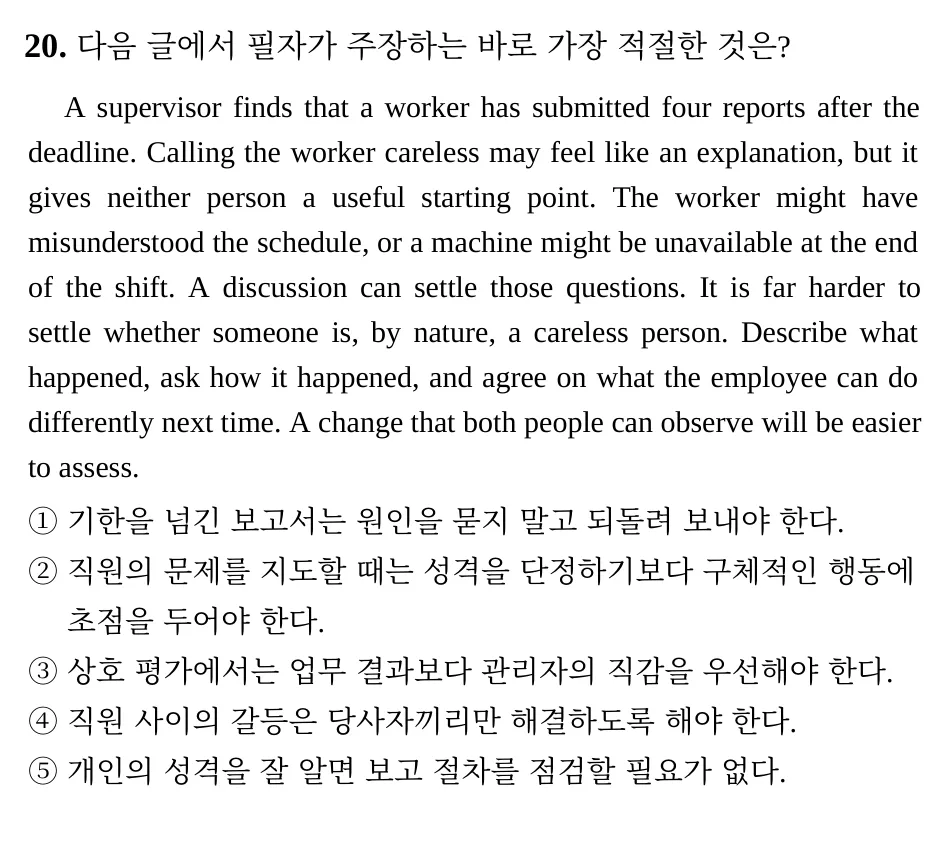 20. 다음 글에서 필자가 주장하는 바로 가장 적절한 것은?
A supervisor finds that a worker has submitted four reports after the
deadline. Calling the worker careless may feel like an explanation, but it
gives neither person a useful starting point. The worker might have
misunderstood the schedule, or a machine might be unavailable at the end
of the shift. A discussion can settle those questions. It is far harder to
settle whether someone is, by nature, a careless person. Describe what
happened, ask how it happened, and agree on what the employee can do
differently next time. A change that both people can observe will be easier
to assess.
① 기한을 넘긴 보고서는 원인을 묻지 말고 되돌려 보내야 한다.
② 직원의 문제를 지도할 때는 성격을 단정하기보다 구체적인 행동에
초점을 두어야 한다.
③ 상호 평가에서는 업무 결과보다 관리자의 직감을 우선해야 한다.
④ 직원 사이의 갈등은 당사자끼리만 해결하도록 해야 한다.
⑤ 개인의 성격을 잘 알면 보고 절차를 점검할 필요가 없다.